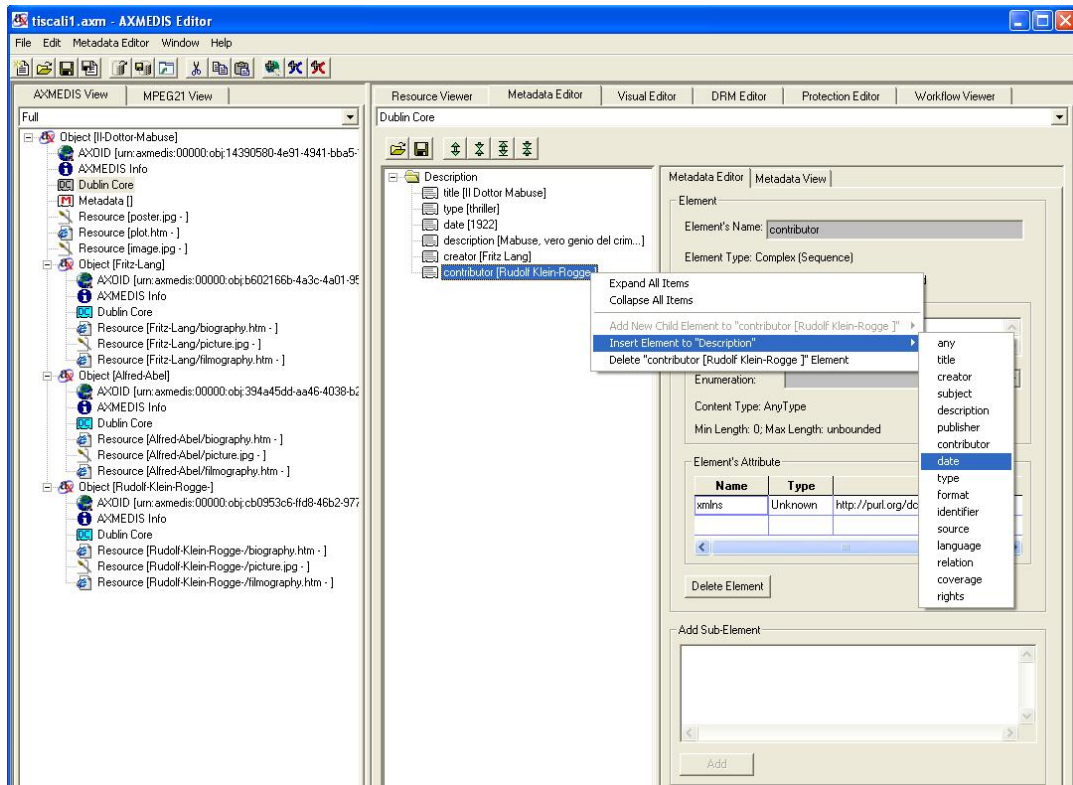 tiscali1.axm - AXMEDIS Editor
File Edit Metadata Editor Window Help
AXMEDIS View MPEG21 View
Full
Object [Il-Dottor-Mabuse]
AXOID [urn:axmedis:00000:obj:14390580-4e91-4941-bba5-
AXMEDIS Info
Dublin Core
Metadata []
Resource [poster.jpg - ]
Resource [plot.htm - ]
Resource [image.jpg - ]
Object [Fritz-Lang]
AXOID [urn:axmedis:00000:obj:b602166b-4a3c-4a01-95
AXMEDIS Info
Dublin Core
Resource [Fritz-Lang/biography.htm - ]
Resource [Fritz-Lang/picture.jpg - ]
Resource [Fritz-Lang/filmography.htm - ]
Object [Alfred-Abel]
AXOID [urn:axmedis:00000:obj:394a45dd-aa46-4038-b2
AXMEDIS Info
Dublin Core
Resource [Alfred-Abel/biography.htm - ]
Resource [Alfred-Abel/picture.jpg - ]
Resource [Alfred-Abel/filmography.htm - ]
Object [Rudolf-Klein-Rogge-]
AXOID [urn:axmedis:00000:obj:cb0953c6-ffd8-46b2-977
AXMEDIS Info
Dublin Core
Resource [Rudolf-Klein-Rogge-/biography.htm - ]
Resource [Rudolf-Klein-Rogge-/picture.jpg - ]
Resource [Rudolf-Klein-Rogge-/filmography.htm - ]
Resource Viewer Metadata Editor Visual Editor DRM Editor Protection Editor Workflow Viewer
Dublin Core
Description
title [Il Dottor Mabuse]
type [thriller]
date [1922]
description [Mabuse, vero genio del crim...]
creator [Fritz Lang]
contributor [Rudolf Klein-Rogge ]
Metadata Editor Metadata View
Element
Element's Name: contributor
Element Type: Complex (Sequence)
Expand All Items
Collapse All Items
Add New Child Element to "contributor [Rudolf Klein-Rogge ]"
Insert Element to "Description"
Delete "contributor [Rudolf Klein-Rogge ]" Element
any
title
creator
subject
description
publisher
contributor
date
type
format
identifier
source
language
relation
coverage
rights
Enumeration:
Content Type: AnyType
Min Length: 0; Max Length: unbounded
Element's Attribute
Name Type
xmlns Unknown http://purl.org/dc
Delete Element
Add Sub-Element
Add